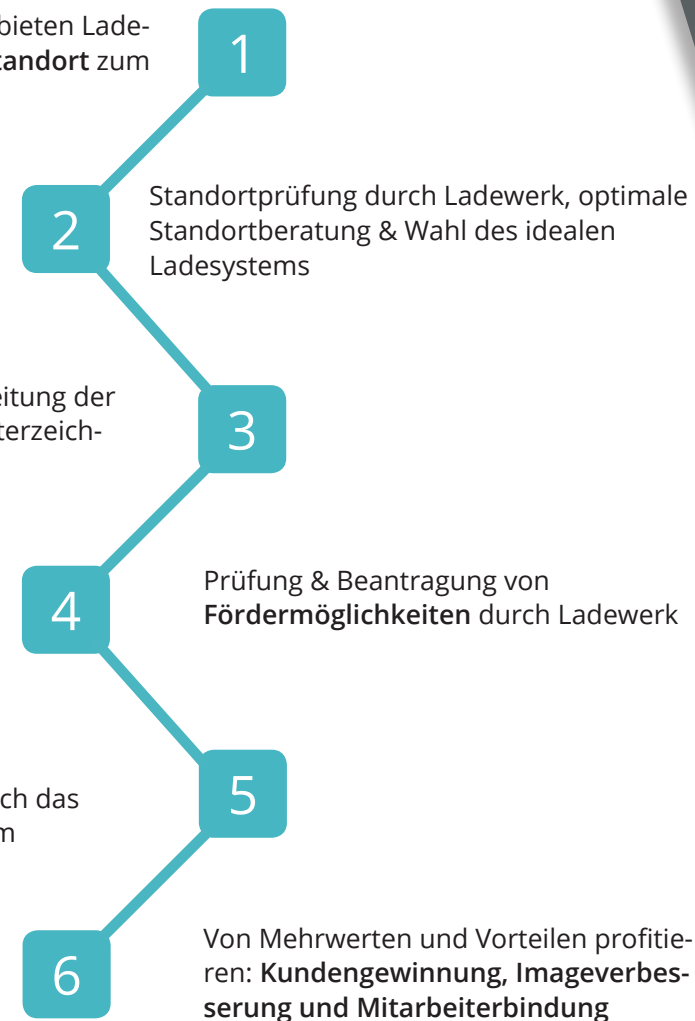 bieten Lade-
tandort zum
1
2
Standortprüfung durch Ladewerk, optimale
Standortberatung & Wahl des idealen
Ladesystems
eitung der
terzeich-
3
4
Prüfung & Beantragung von
Fördermöglichkeiten durch Ladewerk
ch das
m
5
6
Von Mehrwerten und Vorteilen profitie-
ren: Kundengewinnung, Imageverbes-
serung und Mitarbeiterbindung